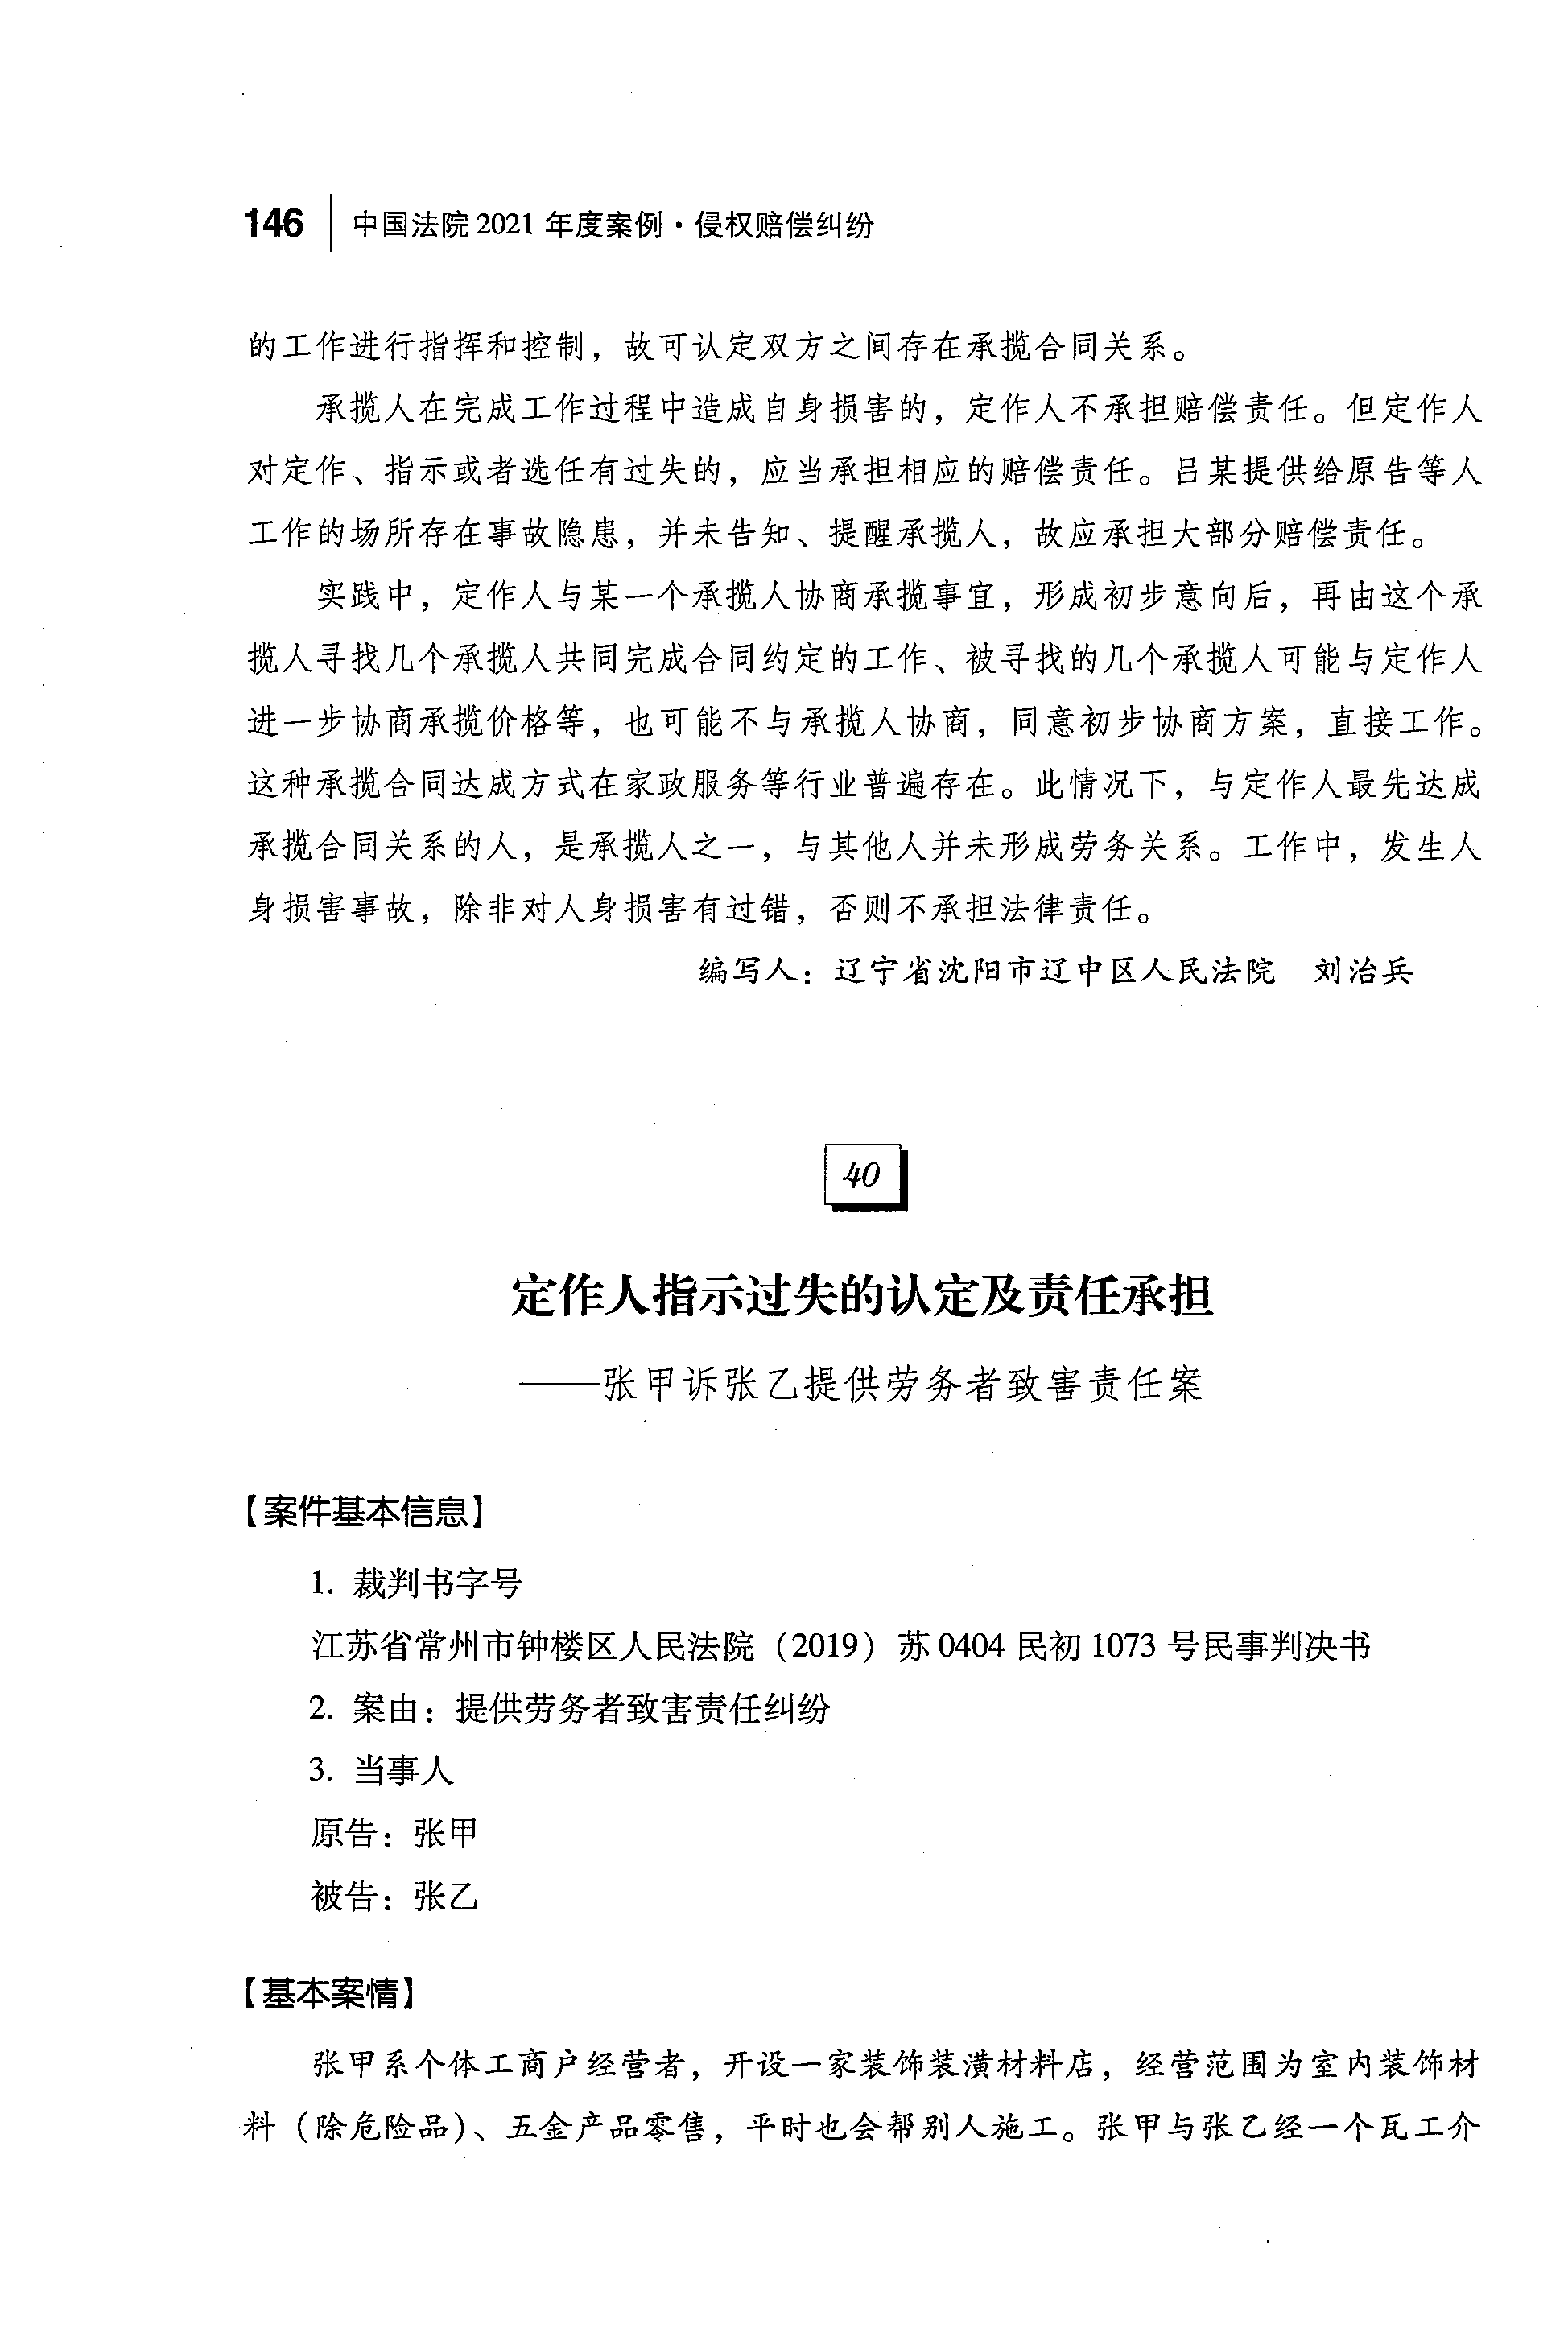 146 中国法院2021年度案例·侵权赔偿纠纷
的工作进行指挥和控制，故可认定双方之间存在承揽合同关系。
承揽人在完成工作过程中造成自身损害的，定作人不承担赔偿责任。但定作人
对定作、指示或者选任有过失的，应当承担相应的赔偿责任。吕某提供给原告等人
工作的场所存在事故隐患，并未告知、提醒承揽人，故应承担大部分赔偿责任。
实践中，定作人与某一个承揽人协商承揽事宜，形成初步意向后，再由这个承
揽人寻找几个承揽人共同完成合同约定的工作、被寻找的几个承揽人可能与定作人
进一步协商承揽价格等，也可能不与承揽人协商，同意初步协商方案，直接工作。
这种承揽合同达成方式在家政服务等行业普遍存在。此情况下，与定作人最先达成
承揽合同关系的人，是承揽人之一，与其他人并未形成劳务关系。工作中，发生人
身损害事故，除非对人身损害有过错，否则不承担法律责任。
编写人：辽宁省沈阳市辽中区人民法院 刘治兵
40
定作人指示过失的认定及责任承担
——张甲诉张乙提供劳务者致害责任案
【案件基本信息】
1. 裁判书字号
江苏省常州市钟楼区人民法院（2019）苏0404民初1073号民事判决书
2. 案由：提供劳务者致害责任纠纷
3. 当事人
原告：张甲
被告：张乙
【基本案情】
张甲系个体工商户经营者，开设一家装饰装潢材料店，经营范围为室内装饰材
料（除危险品）、五金产品零售，平时也会帮别人施工。张甲与张乙经一个瓦工介